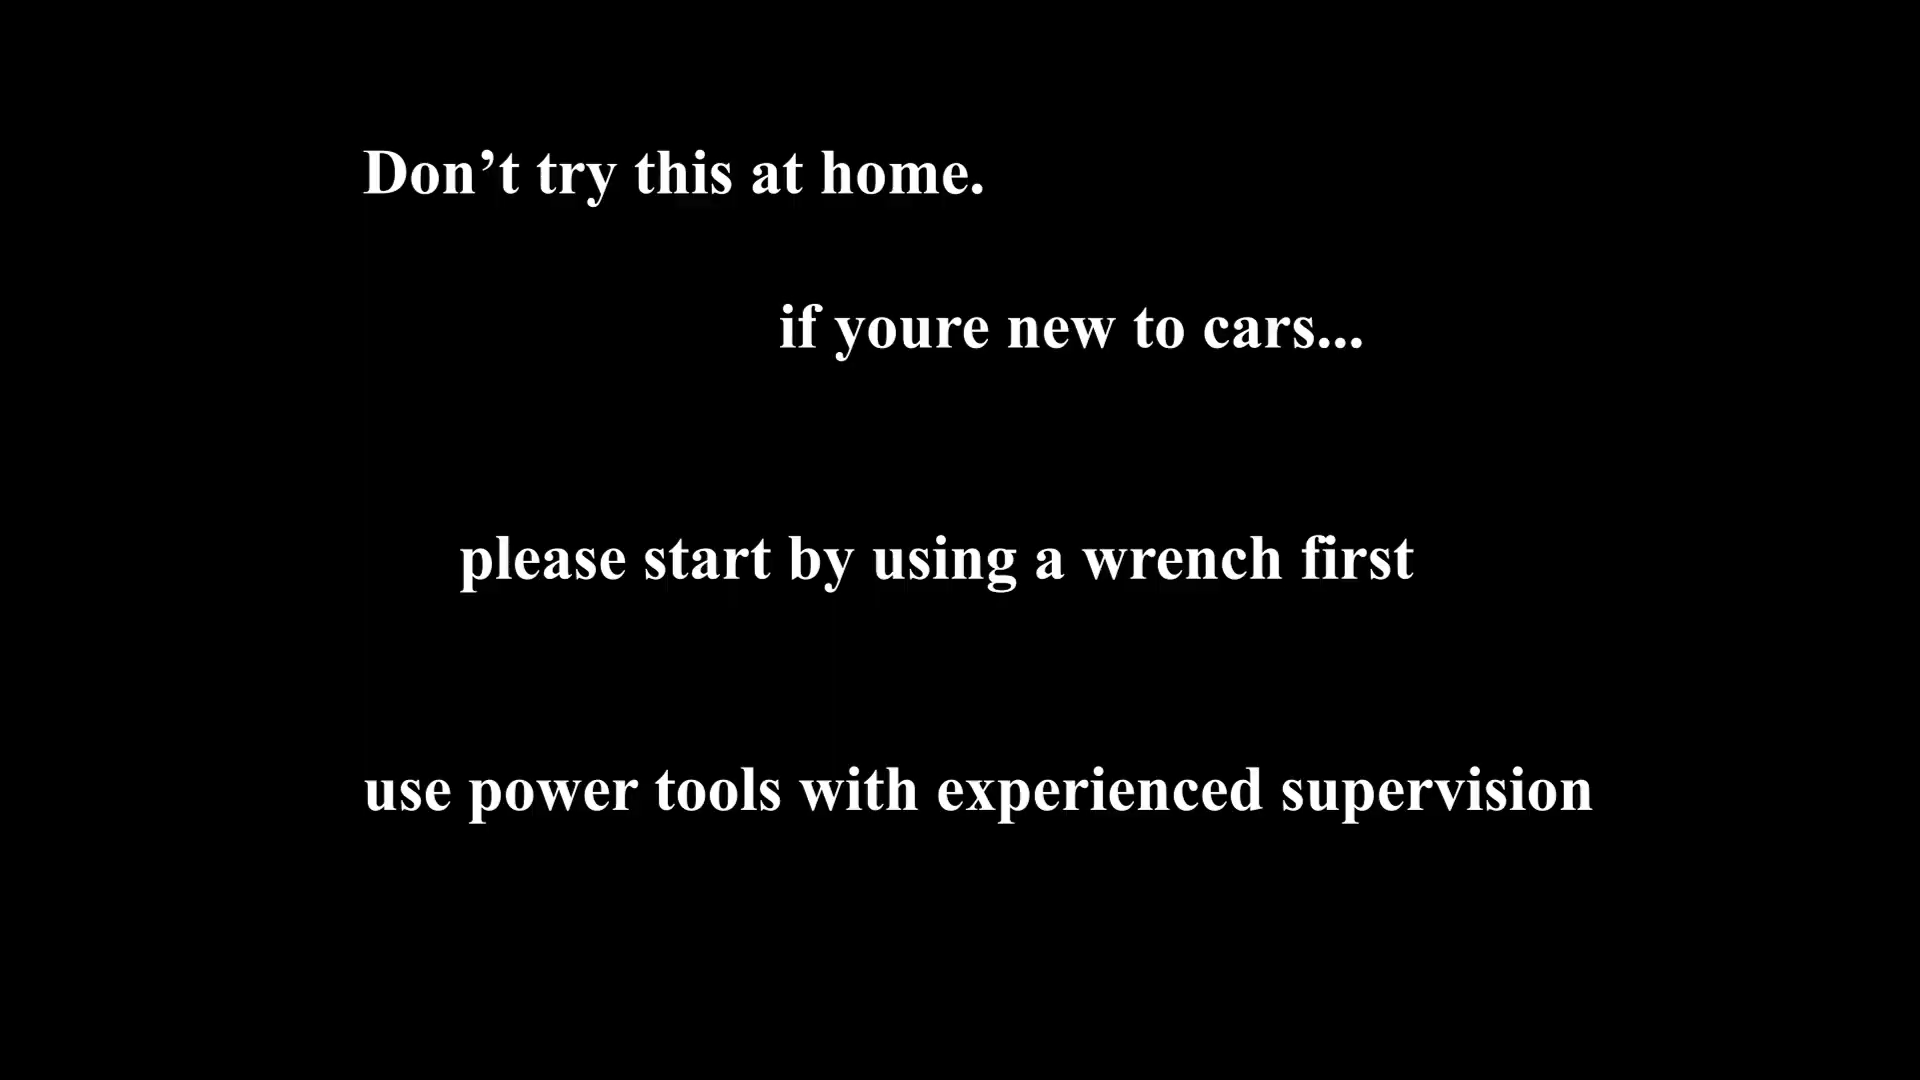 Don’t try this at home.
if youre new to cars...
please start by using a wrench first
use power tools with experienced supervision